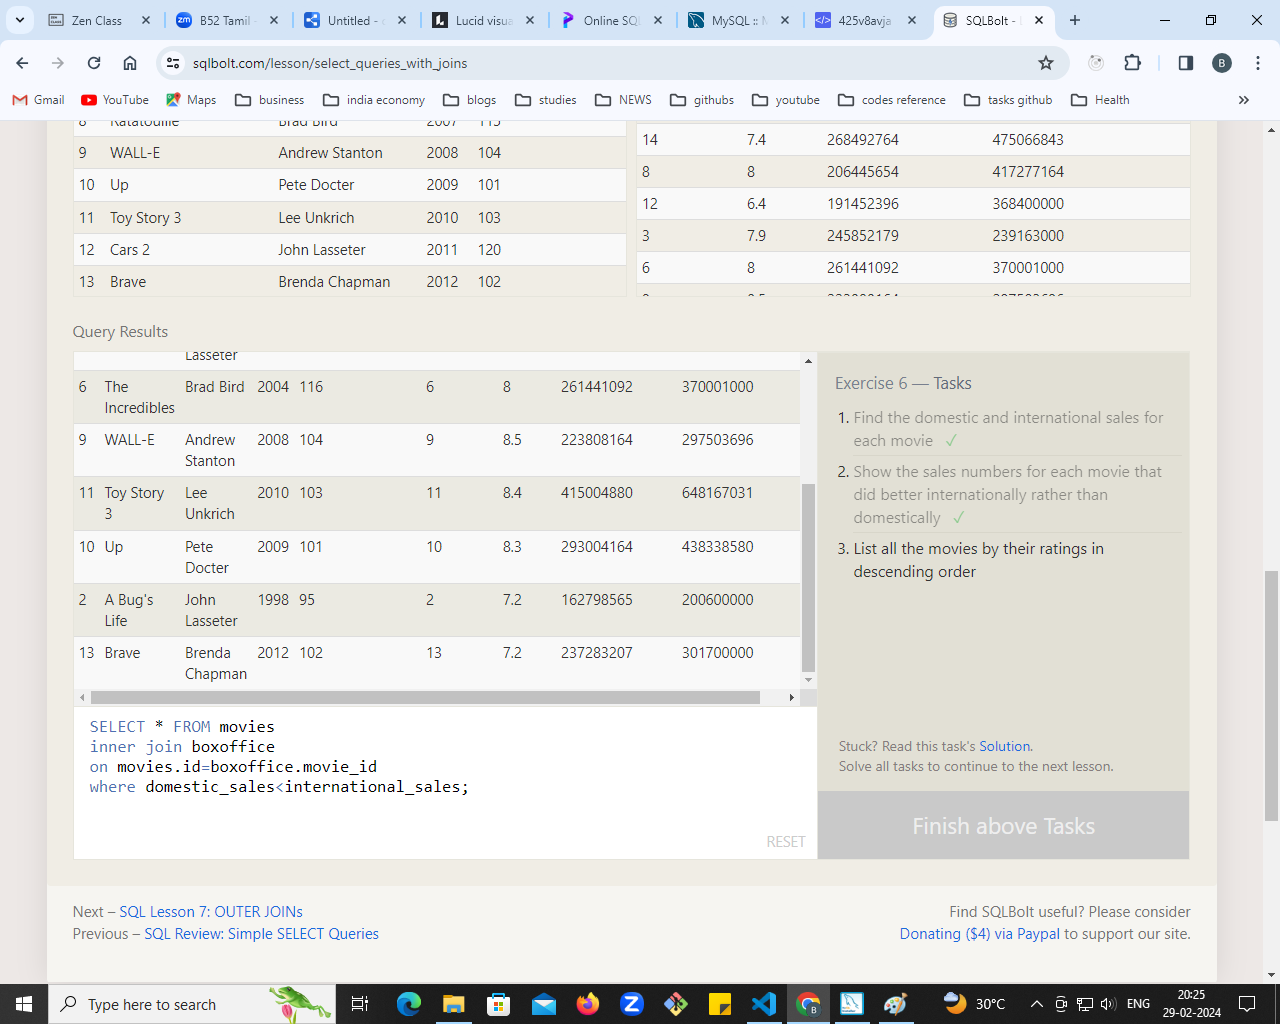 Zen Class
B52 Tamil
Untitled -
Lucid visua
Online SQL
MySQL ::
425v8avja
SQLBolt -
sqlbolt.com/lesson/select_queries_with_joins
B
Gmail
YouTube
Maps
business
india economy
blogs
studies
NEWS
githubs
youtube
codes reference
tasks github
Health
8 Ratatouille Brad Bird 2007 115
9 WALL-E Andrew Stanton 2008 104
10 Up Pete Docter 2009 101
11 Toy Story 3 Lee Unkrich 2010 103
12 Cars 2 John Lasseter 2011 120
13 Brave Brenda Chapman 2012 102
14 7.4 268492764 475066843
8 8 206445654 417277164
12 6.4 191452396 368400000
3 7.9 245852179 239163000
6 8 261441092 370001000
9 8.5 223808164 297503696
Query Results
Lasseter
6 The Brad Bird 2004 116 6 8 261441092 370001000
Incredibles
9 WALL-E Andrew 2008 104 9 8.5 223808164 297503696
Stanton
11 Toy Story Lee 2010 103 11 8.4 415004880 648167031
3 Unkrich
10 Up Pete 2009 101 10 8.3 293004164 438338580
Docter
2 A Bug's John 1998 95 2 7.2 162798565 200600000
Life Lasseter
13 Brave Brenda 2012 102 13 7.2 237283207 301700000
Chapman
SELECT * FROM movies
inner join boxoffice
on movies.id=boxoffice.movie_id
where domestic_sales<international_sales;
RESET
Exercise 6 — Tasks
1. Find the domestic and international sales for
each movie ✓
2. Show the sales numbers for each movie that
did better internationally rather than
domestically ✓
3. List all the movies by their ratings in
descending order
Stuck? Read this task's Solution.
Solve all tasks to continue to the next lesson.
Finish above Tasks
Next – SQL Lesson 7: OUTER JOINs
Previous – SQL Review: Simple SELECT Queries
Find SQLBolt useful? Please consider
Donating ($4) via Paypal to support our site.
Type here to search
30°C
ENG
20:25
29-02-2024